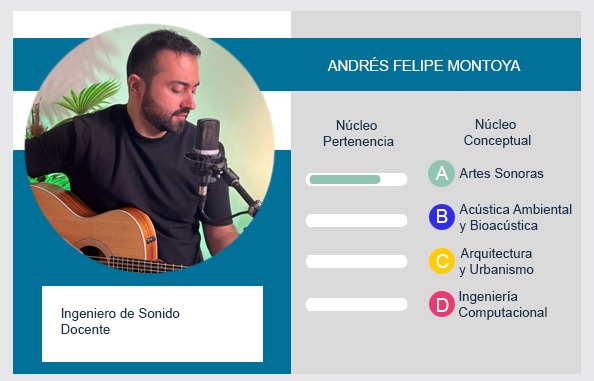 ANDRÉS FELIPE MONTOYA
Núcleo
Pertenencia
Núcleo
Conceptual
A Artes Sonoras
B Acústica Ambiental
y Bioacústica
C Arquitectura
y Urbanismo
D Ingeniería
Computacional
Ingeniero de Sonido
Docente